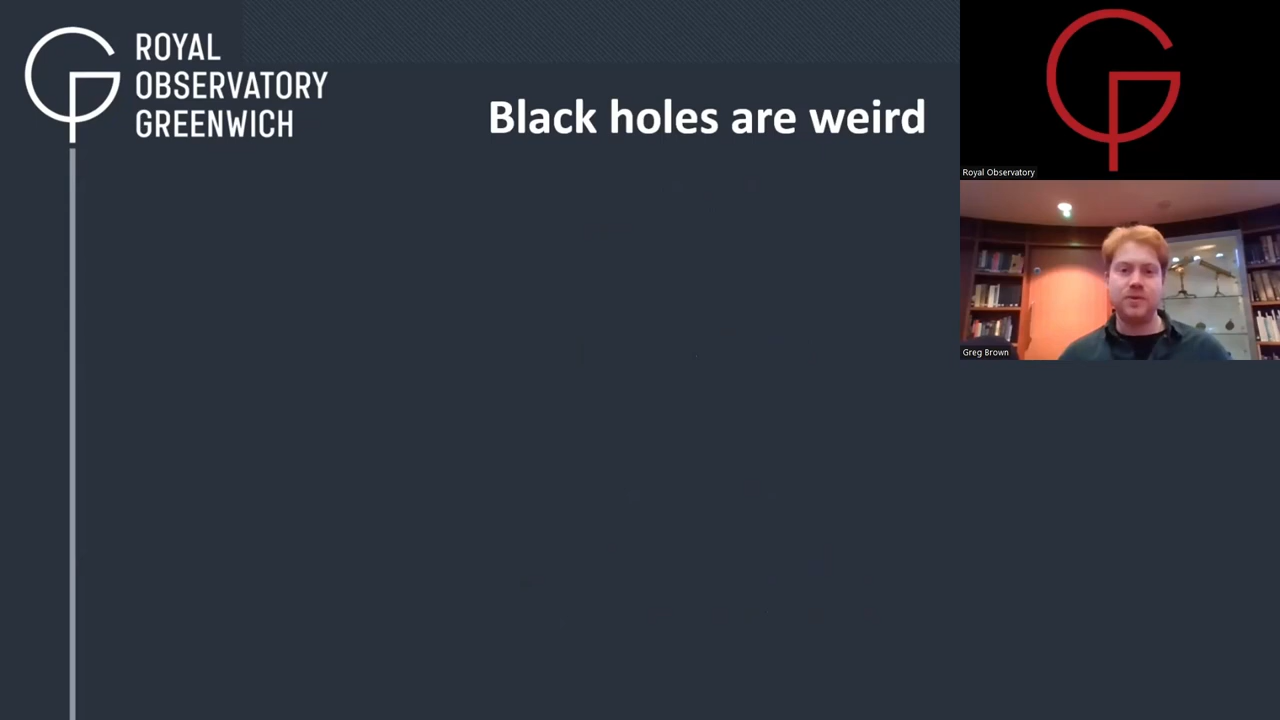 ROYAL
OBSERVATORY
GREENWICH
Black holes are weird
Royal Observatory
Greg Brown